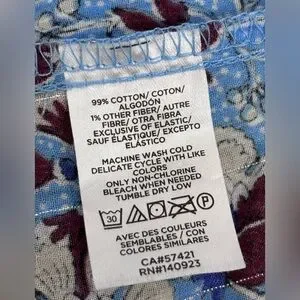 99% COTTON/ COTON/
ALGODÓN
1% OTHER FIBER/ AUTRE
FIBRE/ OTRA FIBRA
EXCLUSIVE OF ELASTIC/
SAUF ÉLASTIQUE/ EXCEPTO
ELÁSTICO
MACHINE WASH COLD
DELICATE CYCLE WITH LIKE
COLORS
ONLY NON-CHLORINE
BLEACH WHEN NEEDED
TUMBLE DRY LOW
AVEC DES COULEURS
SEMBLABLES / CON
COLORES SIMILARES
CA#57421
RN#140923